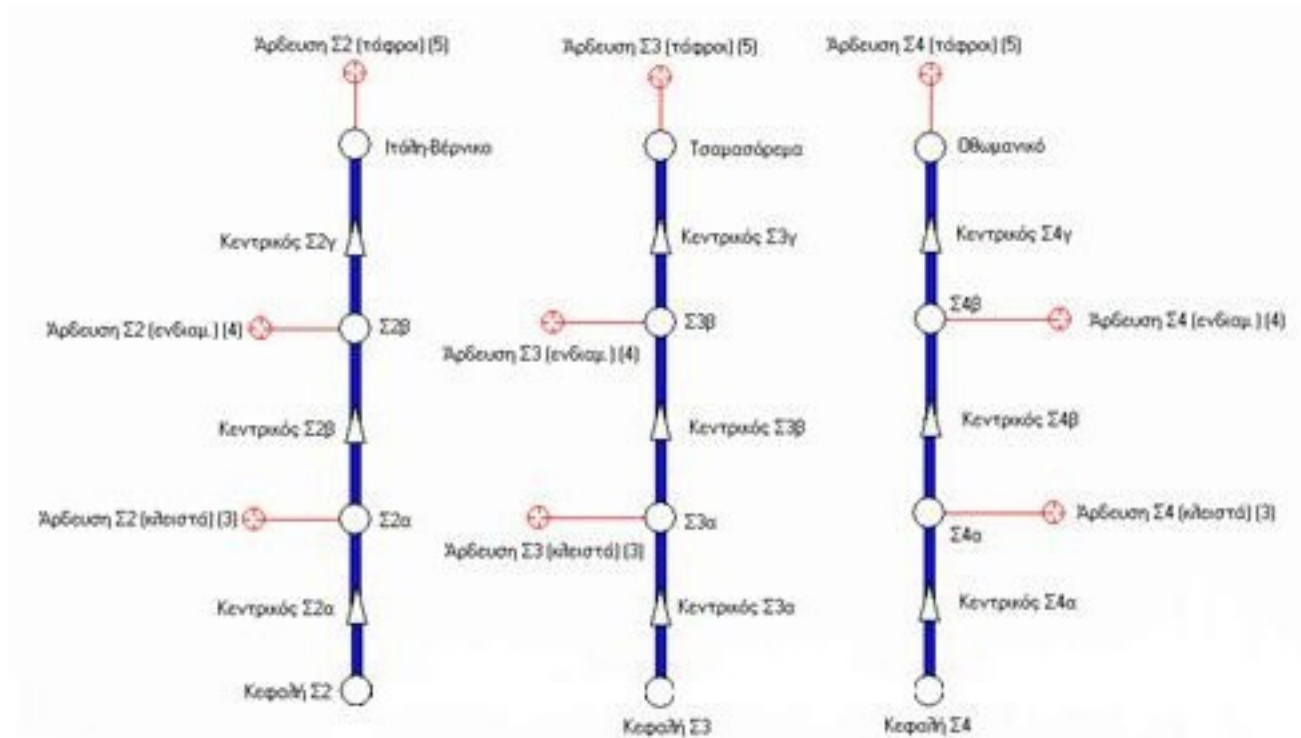 Άρδευση Σ2 (τάφροι) (5)
Άρδευση Σ3 (τάφροι) (5)
Άρδευση Σ4 (τάφροι) (5)
Ιτάλη-Βέρνικο
Τσαμασόρεμα
Οθωμανικό
Κεντρικός Σ2γ
Κεντρικός Σ3γ
Κεντρικός Σ4γ
Άρδευση Σ2 (ενδιαμ.) (4)
Σ2β
Άρδευση Σ3 (ενδιαμ.) (4)
Σ3β
Σ4β
Άρδευση Σ4 (ενδιαμ.) (4)
Κεντρικός Σ2β
Κεντρικός Σ3β
Κεντρικός Σ4β
Άρδευση Σ2 (κλειστά) (3)
Σ2α
Άρδευση Σ3 (κλειστά) (3)
Σ3α
Σ4α
Άρδευση Σ4 (κλειστά) (3)
Κεντρικός Σ2α
Κεντρικός Σ3α
Κεντρικός Σ4α
Κεφαλή Σ2
Κεφαλή Σ3
Κεφαλή Σ4